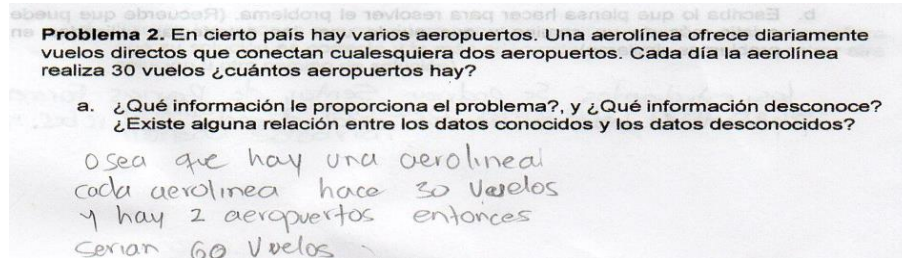 Problema 2. En cierto país hay varios aeropuertos. Una aerolínea ofrece diariamente
vuelos directos que conectan cualesquiera dos aeropuertos. Cada día la aerolínea
realiza 30 vuelos ¿cuántos aeropuertos hay?
a. ¿Qué información le proporciona el problema?, y ¿Qué información desconoce?
¿Existe alguna relación entre los datos conocidos y los datos desconocidos?
osea que hay una aerolineal
cada aerolinea hace 30 Vuelos
y hay 2 aeropuertos entonces
serian 60 Vuelos